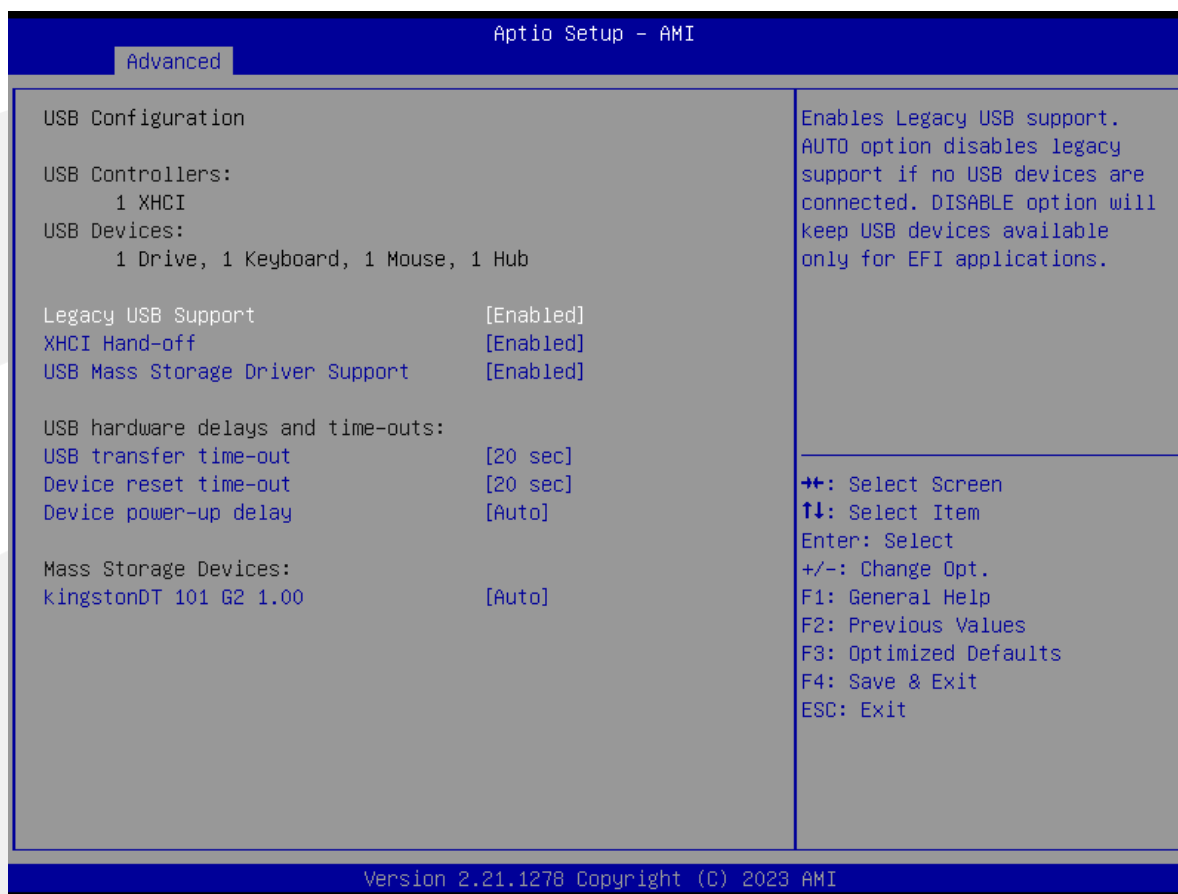 Aptio Setup – AMI
Advanced
USB Configuration
USB Controllers:
1 XHCI
USB Devices:
1 Drive, 1 Keyboard, 1 Mouse, 1 Hub
Legacy USB Support [Enabled]
XHCI Hand-off [Enabled]
USB Mass Storage Driver Support [Enabled]
USB hardware delays and time-outs:
USB transfer time-out [20 sec]
Device reset time-out [20 sec]
Device power-up delay [Auto]
Mass Storage Devices:
KingstonDT 101 G2 1.00 [Auto]
Enables Legacy USB support.
AUTO option disables legacy
support if no USB devices are
connected. DISABLE option will
keep USB devices available
only for EFI applications.
→←: Select Screen
↑↓: Select Item
Enter: Select
+/-: Change Opt.
F1: General Help
F2: Previous Values
F3: Optimized Defaults
F4: Save & Exit
ESC: Exit
Version 2.21.1278 Copyright (C) 2023 AMI